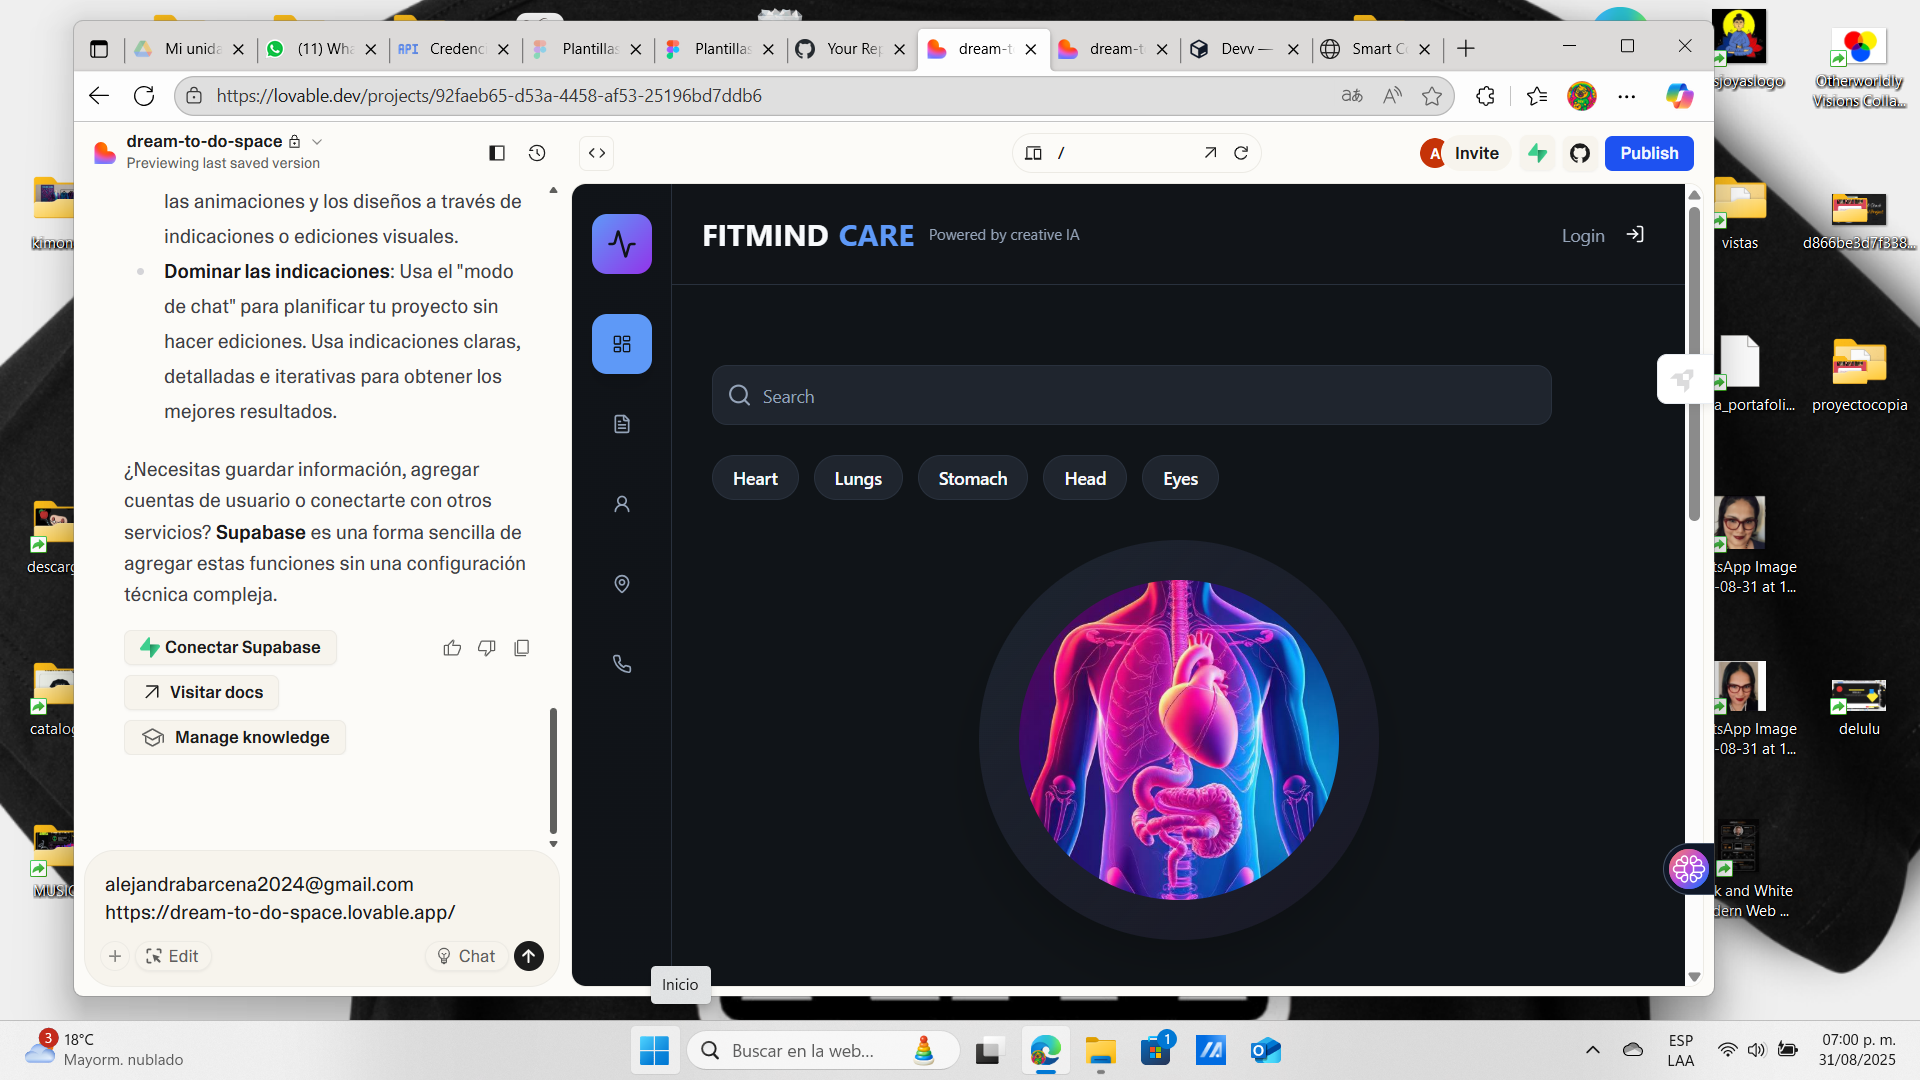 Mi unida
(11) Wha
API
Credenc
Plantillas
Plantillas
Your Rep
dream-t
dream-t
Devv —
Smart C
https://lovable.dev/projects/92faeb65-d53a-4458-af53-25196bd7ddb6
dream-to-do-space
Previewing last saved version
/
A
Invite
Publish
las animaciones y los diseños a través de
indicaciones o ediciones visuales.
Dominar las indicaciones: Usa el "modo
de chat" para planificar tu proyecto sin
hacer ediciones. Usa indicaciones claras,
detalladas e iterativas para obtener los
mejores resultados.
¿Necesitas guardar información, agregar
cuentas de usuario o conectarte con otros
servicios? Supabase es una forma sencilla de
agregar estas funciones sin una configuración
técnica compleja.
Conectar Supabase
Visitar docs
Manage knowledge
alejandrabarcena2024@gmail.com
https://dream-to-do-space.lovable.app/
Edit
Chat
FITMIND CARE
Powered by creative IA
Login
Search
Heart
Lungs
Stomach
Head
Eyes
Inicio
kimon
descarg
catalog
MUSIC
sjoyaslogo
Otherworldly
Visions Colla...
vistas
d866be3d7f338...
a_portafoli...
proyectocopia
tsApp Image
-08-31 at 1...
tsApp Image
-08-31 at 1...
delulu
k and White
dern Web ...
3
18°C
Mayorm. nublado
Buscar en la web...
1
ESP
LAA
07:00 p. m.
31/08/2025